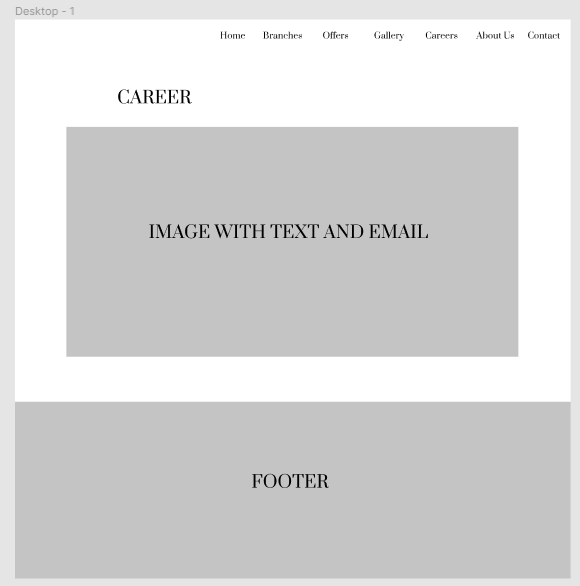 Desktop - 1
Home Branches Offers Gallery Careers About Us Contact
CAREER
IMAGE WITH TEXT AND EMAIL
FOOTER